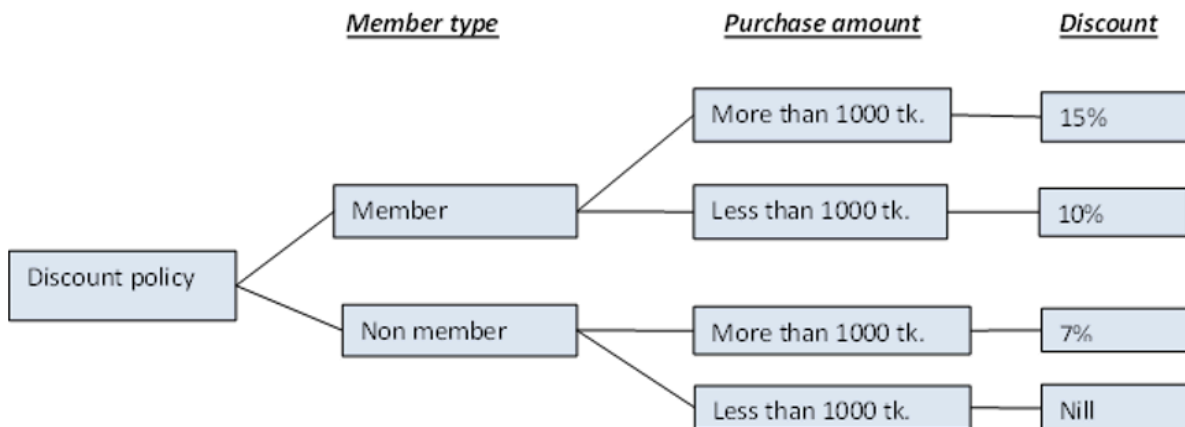 Member type Purchase amount Discount
More than 1000 tk. 15%
Member Less than 1000 tk. 10%
Discount policy
Non member More than 1000 tk. 7%
Less than 1000 tk. Nill